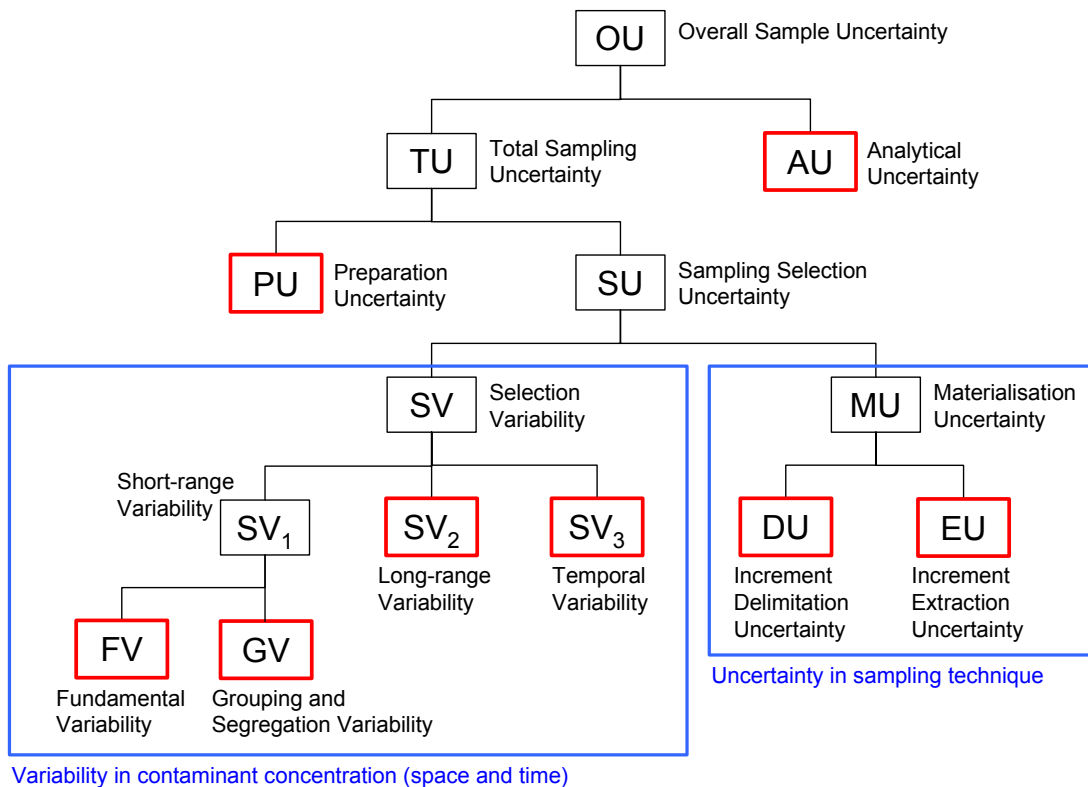 OU
Overall Sample Uncertainty
TU
Total Sampling
Uncertainty
AU
Analytical
Uncertainty
PU
Preparation
Uncertainty
SU
Sampling Selection
Uncertainty
SV
Selection
Variability
MU
Materialisation
Uncertainty
Short-range
Variability
SV₁
SV₂
SV₃
Long-range
Variability
Temporal
Variability
DU
EU
Increment
Delimitation
Uncertainty
Increment
Extraction
Uncertainty
FV
GV
Fundamental
Variability
Grouping and
Segregation Variability
Uncertainty in sampling technique
Variability in contaminant concentration (space and time)